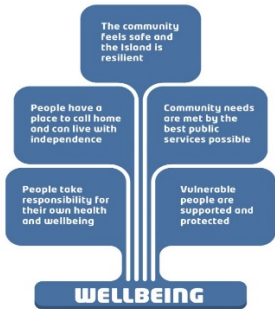 The community
feels safe and
the Island is
resilient
People have a
place to call home
and can live with
independence
Community needs
are met by the
best public
services possible
People take
responsibility for
their own health
and wellbeing
Vulnerable
people are
supported and
protected
WELLBEING